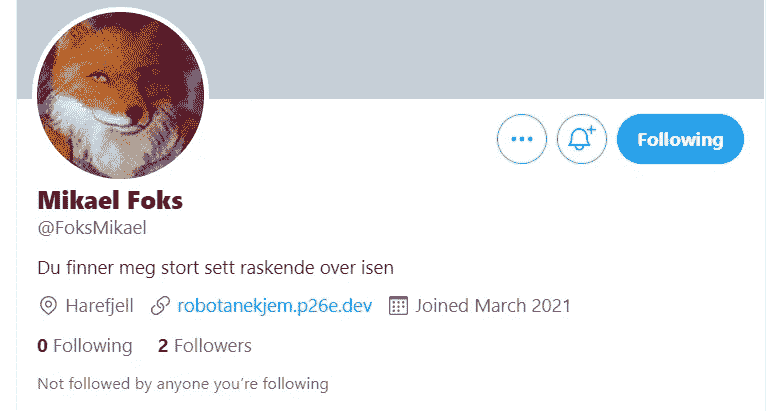 Following
Mikael Foks
@FoksMikael
Du finner meg stort sett raskende over isen
Harefjell robotanekjem.p26e.dev Joined March 2021
0 Following 2 Followers
Not followed by anyone you're following